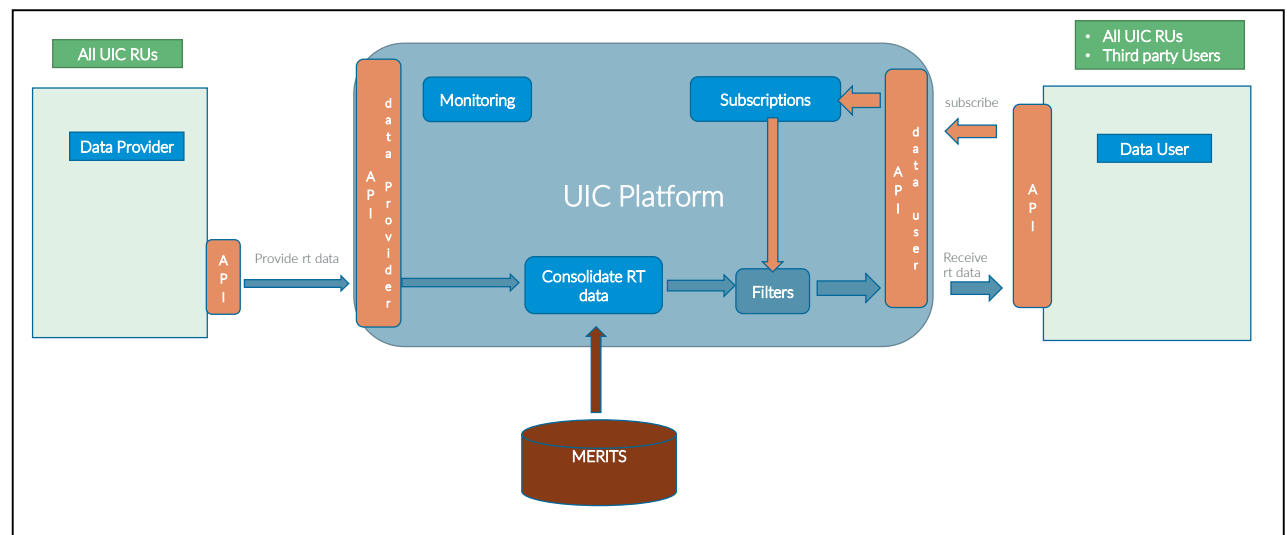 All UIC RUs
• All UIC RUs
• Third party Users
Data Provider
API
Provide rt data
API
data Provider
Monitoring
Subscriptions
UIC Platform
Consolidate RT
data
Filters
MERITS
API
data user
subscribe
Receive
rt data
API
Data User